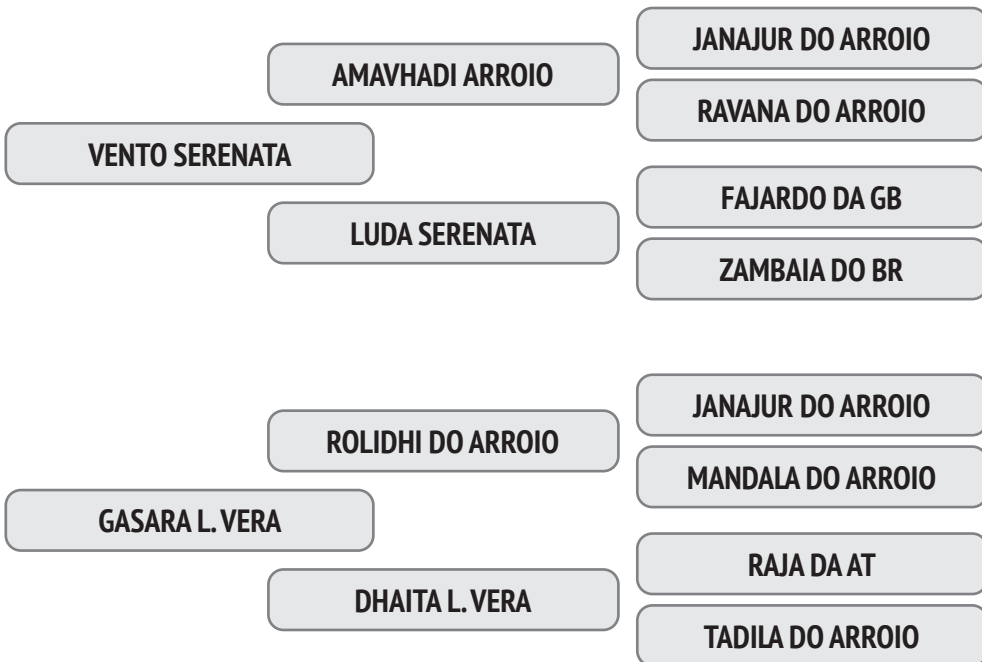 JANAJUR DO ARROIO
AMAVHADI ARROIO
RAVANA DO ARROIO
VENTO SERENATA
FAJARDO DA GB
LUDA SERENATA
ZAMBAIA DO BR
JANAJUR DO ARROIO
ROLIDHI DO ARROIO
MANDALA DO ARROIO
GASARA L. VERA
RAJA DA AT
DHAITA L. VERA
TADILA DO ARROIO